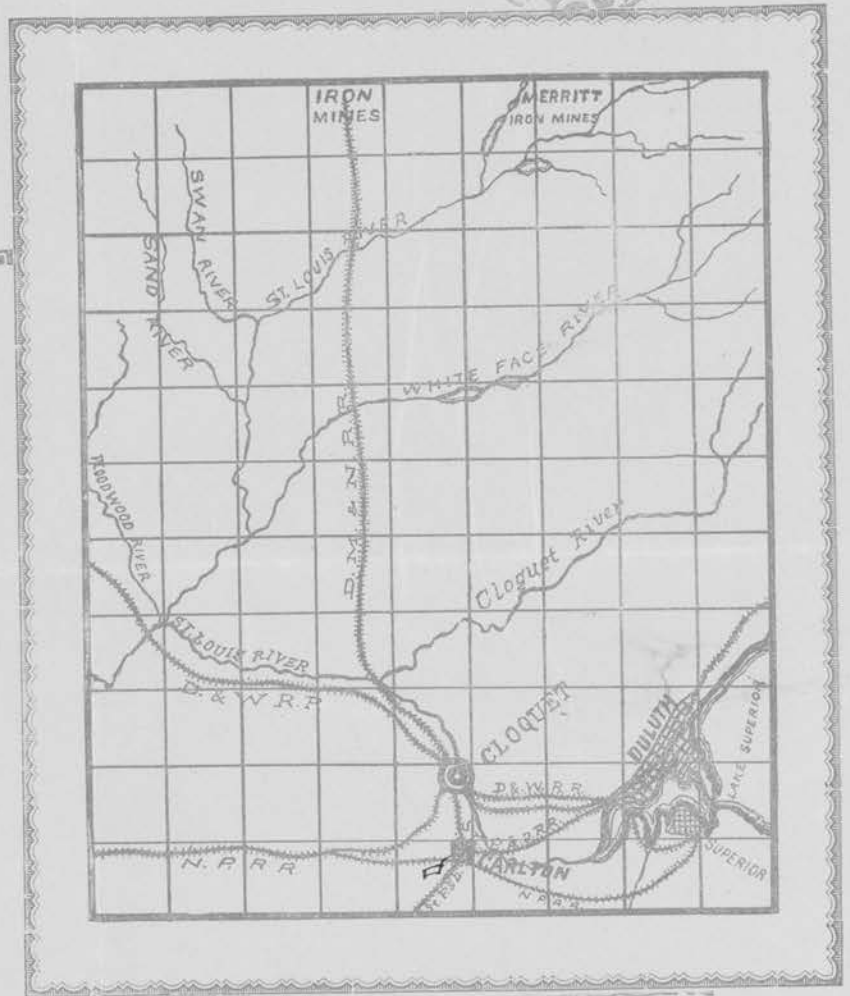 IRON
MINES
MERRITT
IRON MINES
SWAN RIVER
SAND RIVER
ST. LOUIS RIVER
WHITE FACE RIVER
D. M. & N. R. R.
FLOODWOOD RIVER
Cloquet River
ST. LOUIS RIVER
D. & W R. P
CLOQUET
DULUTH
LAKE SUPERIOR
D & W. R R.
SUPERIOR
N. P. R R
CARLTON
N P. R. R.